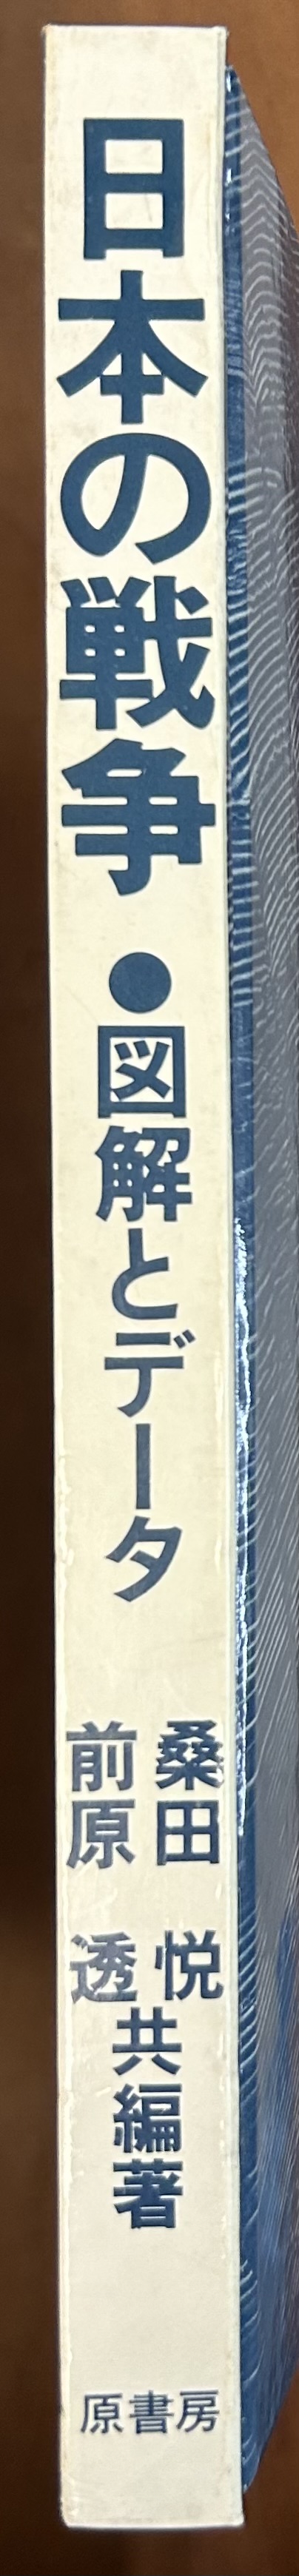 日本の戦争●図解とデータ
桑田 悦
前原 透
共編著
原書房